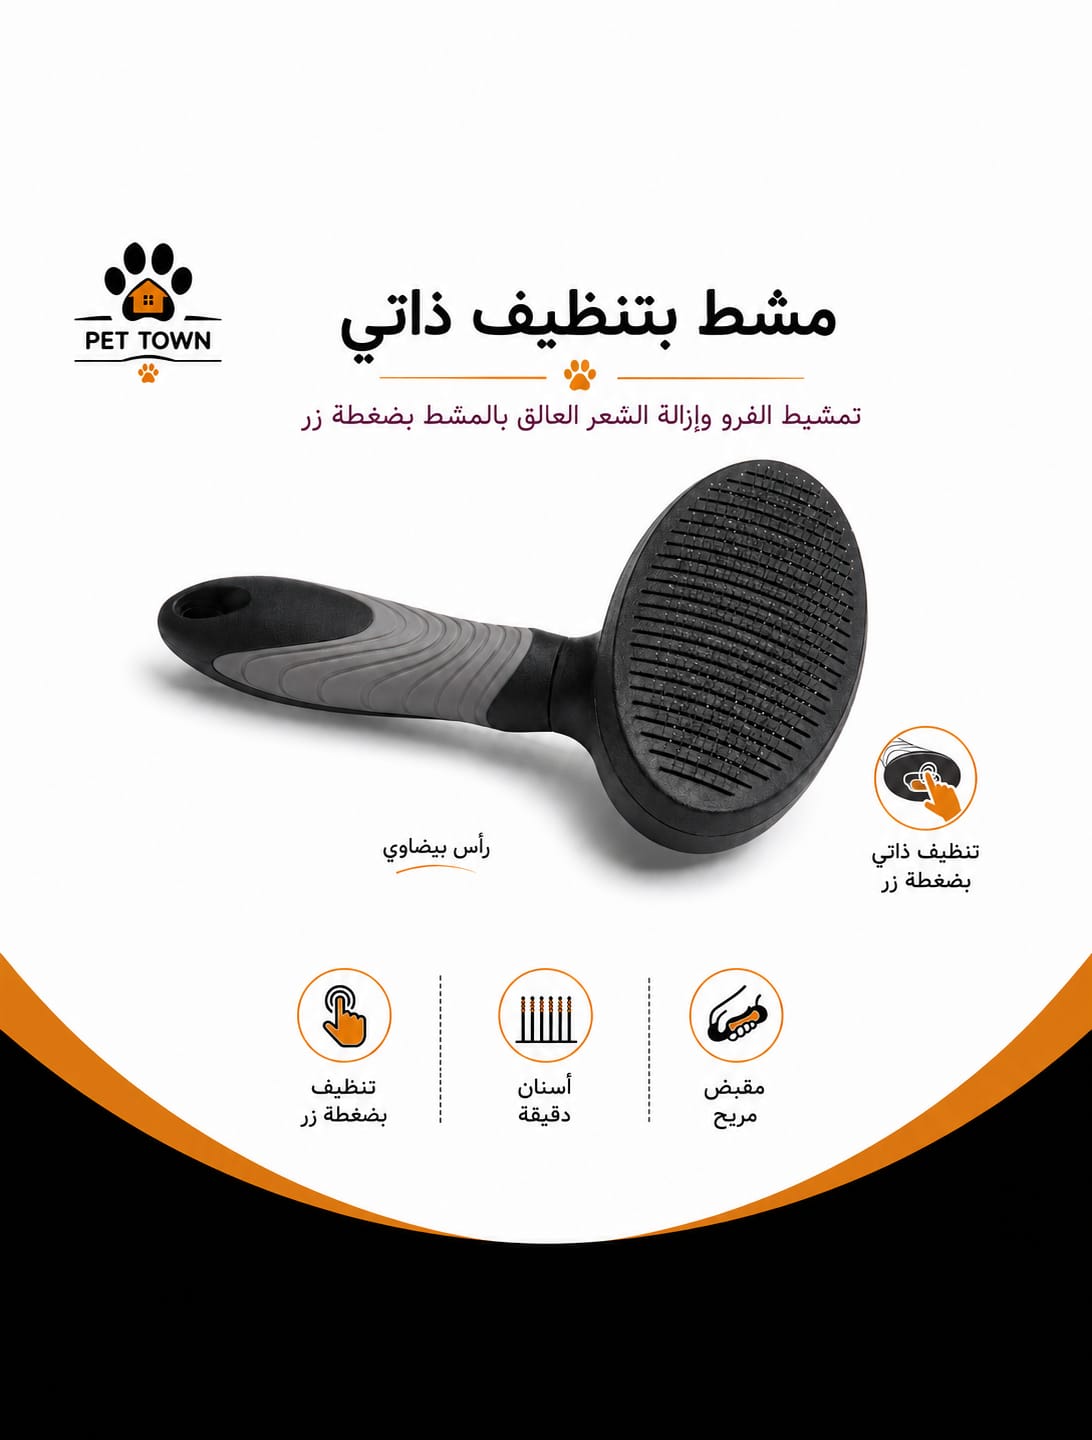 PET TOWN
مشط بتنظيف ذاتي
تمشيط الفرو وإزالة الشعر العالق بالمشط بضغطة زر
تنظيف ذاتي
بضغطة زر
رأس بيضاوي
مقبض
مريح
أسنان
دقيقة
تنظيف
بضغطة زر